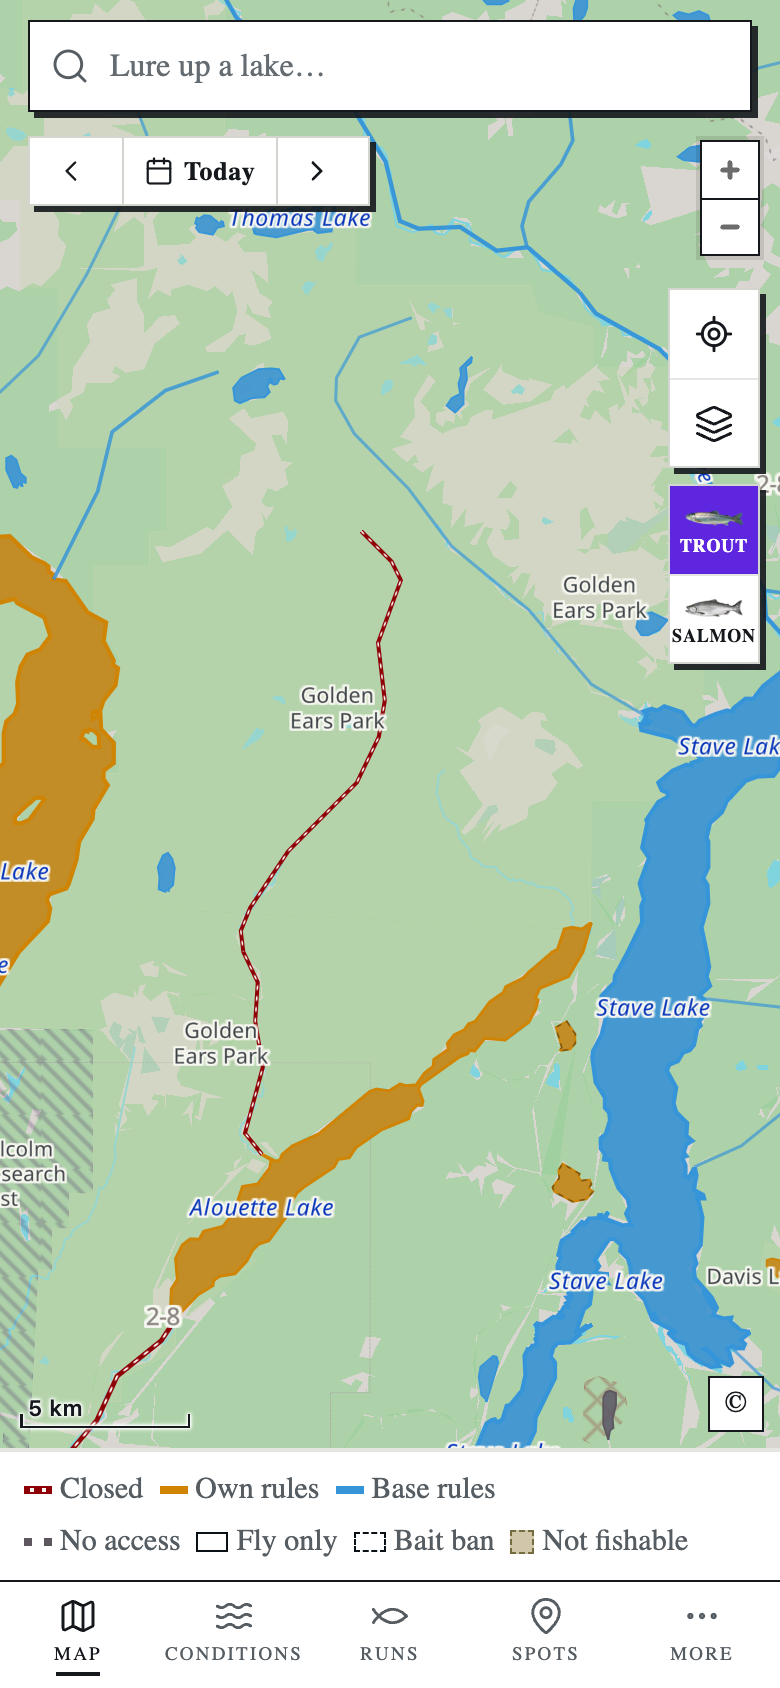 Lure up a lake…
Today
Thomas Lake
2-8
TROUT
SALMON
Golden
Ears Park
Golden
Ears Park
Stave Lak
Lake
e
Stave Lake
Golden
Ears Park
lcolm
search
st
Alouette Lake
Stave Lake
Davis L
2-8
5 km
©
Closed
Own rules
Base rules
No access
Fly only
Bait ban
Not fishable
MAP
CONDITIONS
RUNS
SPOTS
MORE